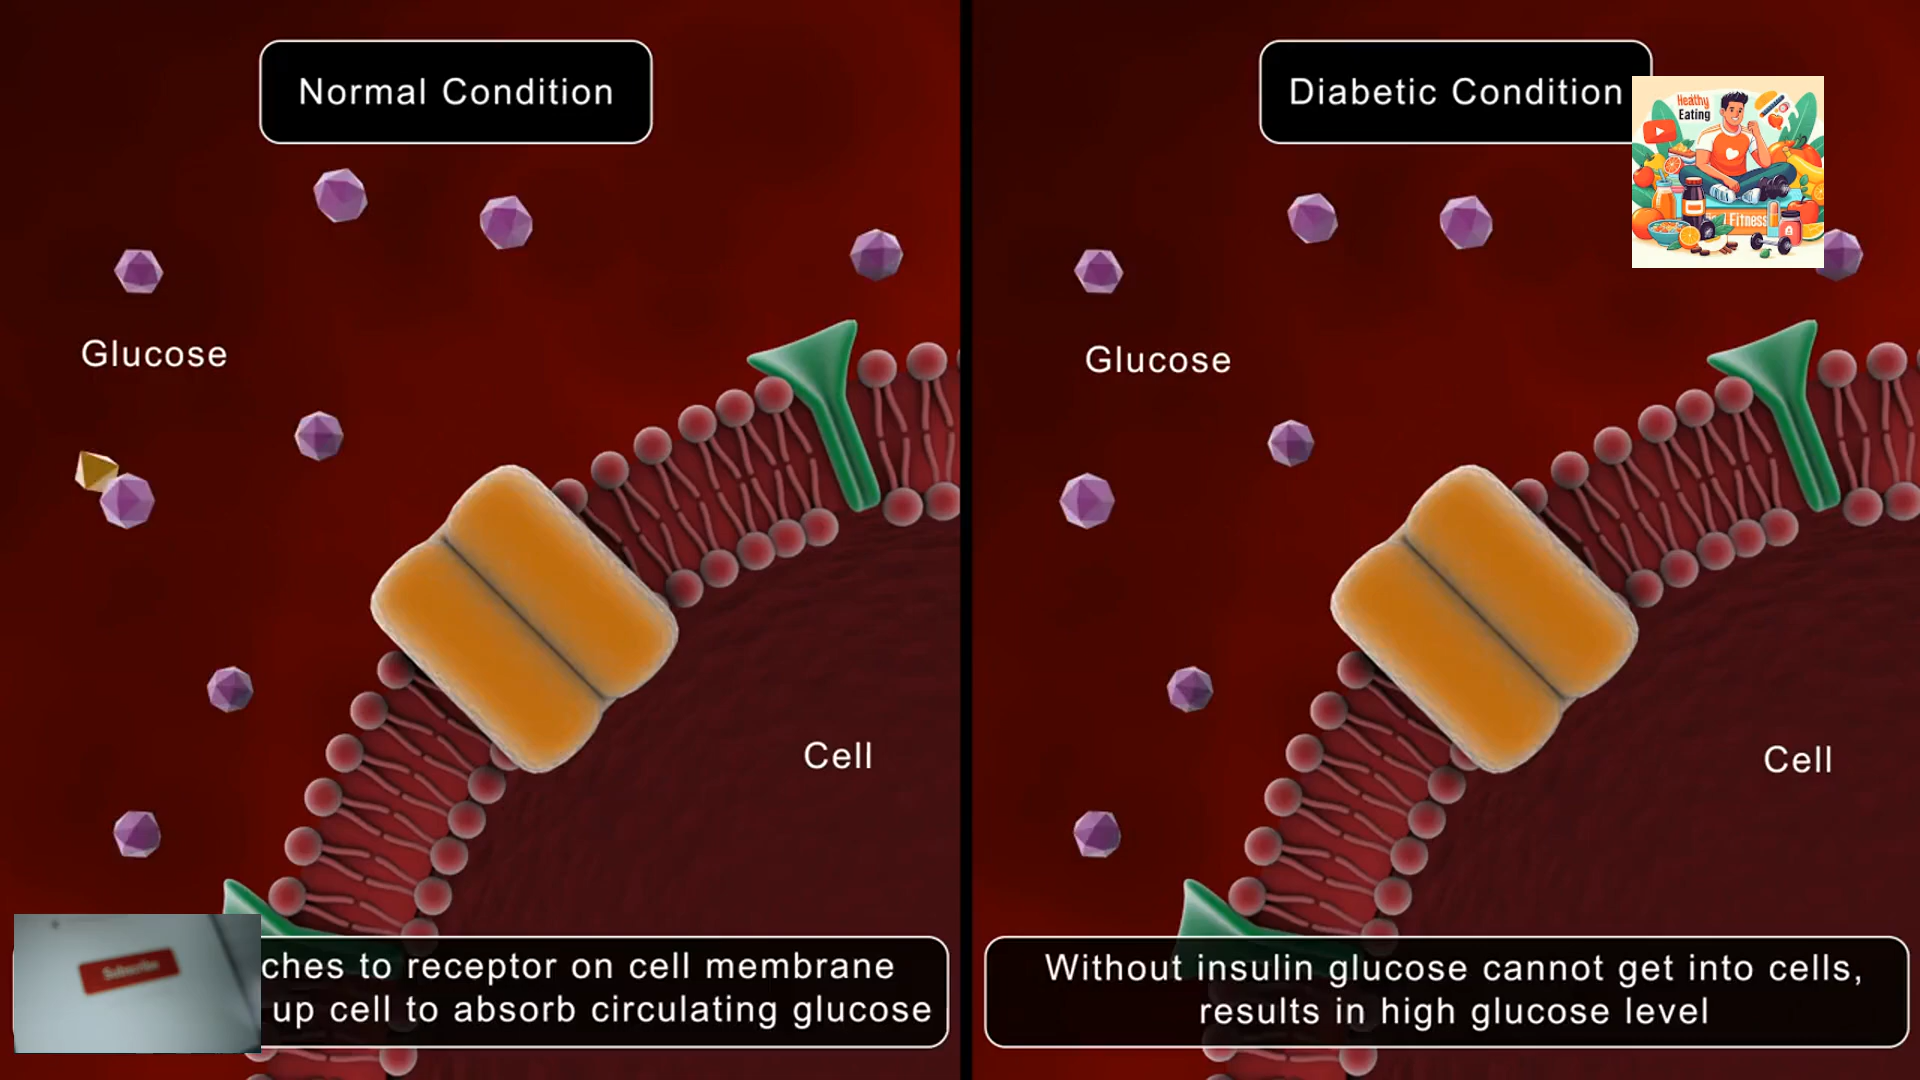 Normal Condition
Glucose
Cell
ches to receptor on cell membrane
up cell to absorb circulating glucose
Subscribe
Diabetic Condition
Healthy
Eating
Fitness
Glucose
Cell
Without insulin glucose cannot get into cells,
results in high glucose level